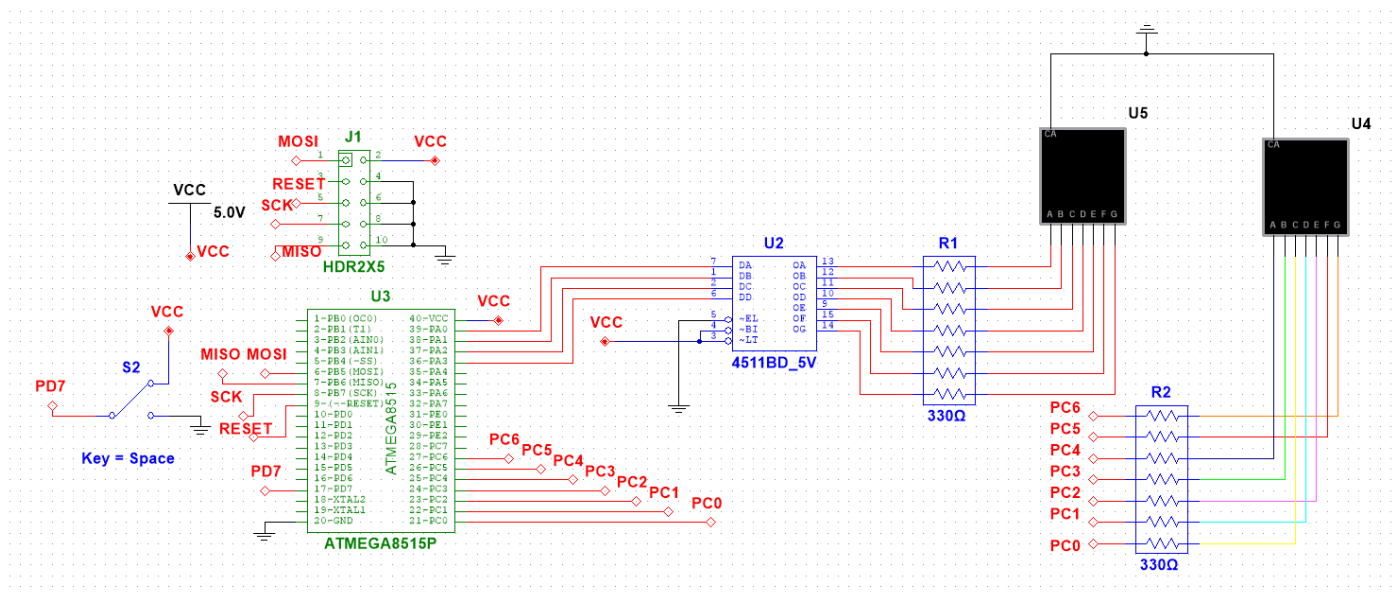 U5
U4
CA
A B C D E F G
CA
A B C D E F G
J1
MOSI
1
2
VCC
RESET
3
4
SCK
5
6
7
8
9
10
MISO
HDR2X5
VCC
5.0V
VCC
VCC
S2
PD7
Key = Space
U3
VCC
1-PB0(OC0)
2-PB1(T1)
3-PB2(AIN0)
4-PB3(AIN1)
5-PB4(-SS)
6-PB5(MOSI)
7-PB6(MISO)
8-PB7(SCK)
9-(--RESET)
10-PD0
11-PD1
12-PD2
13-PD3
14-PD4
15-PD5
16-PD6
17-PD7
18-XTAL2
19-XTAL1
20-GND
40-VCC
39-PA0
38-PA1
37-PA2
36-PA3
35-PA4
34-PA5
33-PA6
32-PA7
31-PE0
30-PE1
29-PE2
28-PC7
27-PC6
26-PC5
25-PC4
24-PC3
23-PC2
22-PC1
21-PC0
ATMEGA8515
ATMEGA8515P
MISO MOSI
SCK
RESET
PD7
PC6
PC5
PC4
PC3
PC2
PC1
PC0
U2
7
1
2
6
5
4
3
DA
DB
DC
DD
~EL
~BI
~LT
OA
OB
OC
OD
OE
OF
OG
13
12
11
10
9
15
14
4511BD_5V
VCC
R1
330Ω
R2
PC6
PC5
PC4
PC3
PC2
PC1
PC0
330Ω